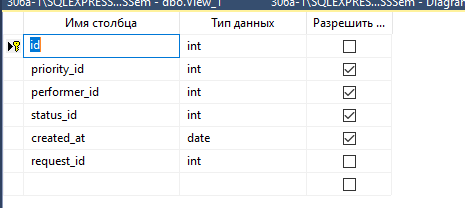 306a-1\SQLEXPRESS...SSem - dbo.View_1 306a-1\SQLEXPRESS...SSSem - Diagram
Имя столбца Тип данных Разрешить ...
id int
priority_id int
performer_id int
status_id int
created_at date
request_id int